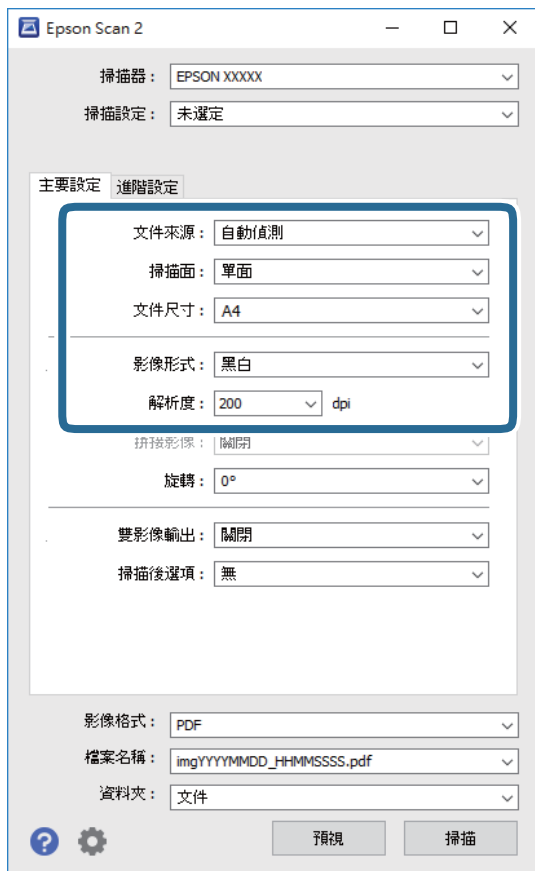 Epson Scan 2
掃描器： EPSON XXXXX
掃描設定： 未選定
主要設定 進階設定
文件來源： 自動偵測
掃描面： 單面
文件尺寸： A4
影像形式： 黑白
解析度： 200 dpi
拼接影像： 關閉
旋轉： 0°
雙影像輸出： 關閉
掃描後選項： 無
影像格式： PDF
檔案名稱： imgYYYYMMDD_HHMMSSSS.pdf
資料夾： 文件
? 預視 掃描